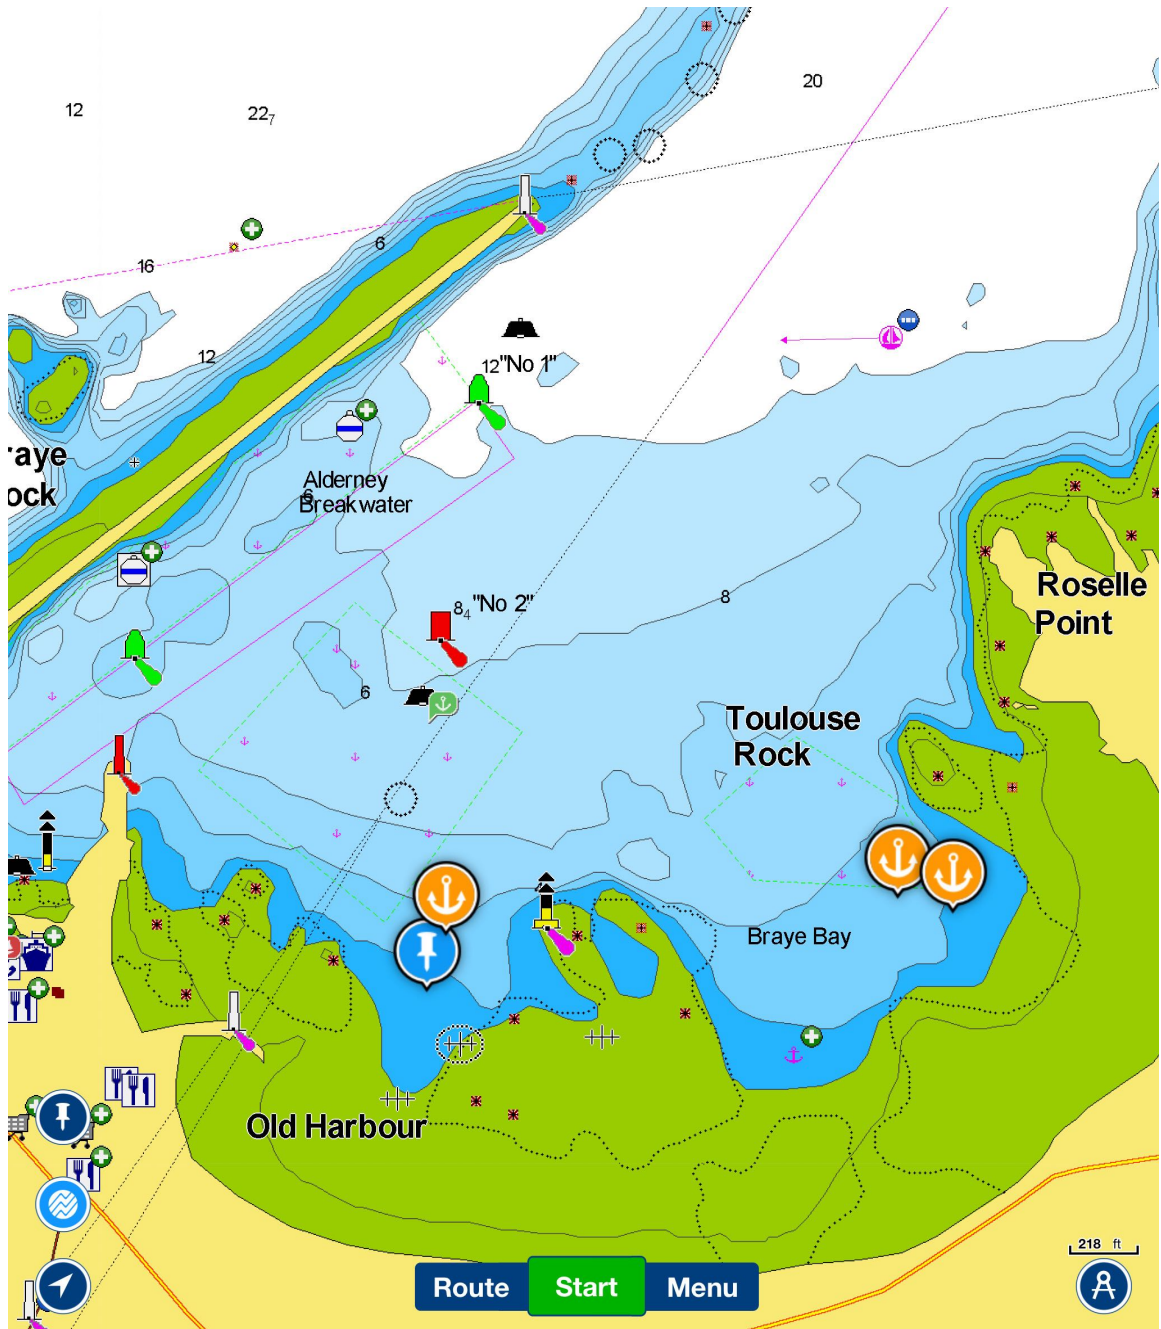 20
12
22₇
6
16
12
12 "No 1"
raye
ock
Alderney
6
Breakwater
Roselle
Point
8₄ "No 2"
8
6
Toulouse
Rock
Braye Bay
Old Harbour
218 ft
Route Start Menu